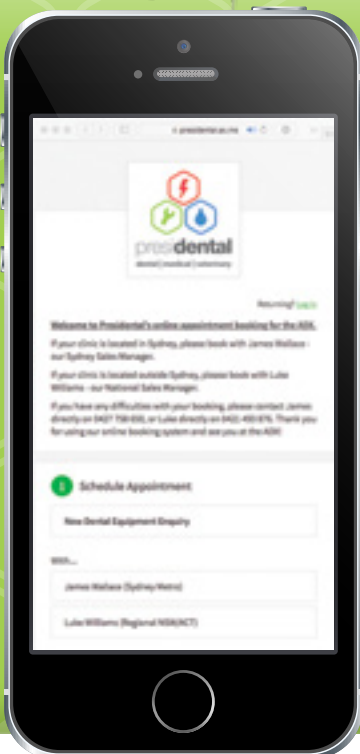 presidental
dental | medical | veterinary
Returning? Log in
Welcome to Presidental's online appointment booking for the ADX.
If your clinic is located in Sydney, please book with James Wallace -
our Sydney Sales Manager.
If your clinic is located outside Sydney, please book with Luke
Williams - our National Sales Manager.
If you have any difficulties with your booking, please contact James
directly on 0427 or Luke directly on 0422 Thank you
for using our online booking system and see you at the ADX!
1 Schedule Appointment
New Dental Equipment Enquiry
With...
James Wallace (Sydney Metro)
Luke Williams (Regional NSW/ACT)